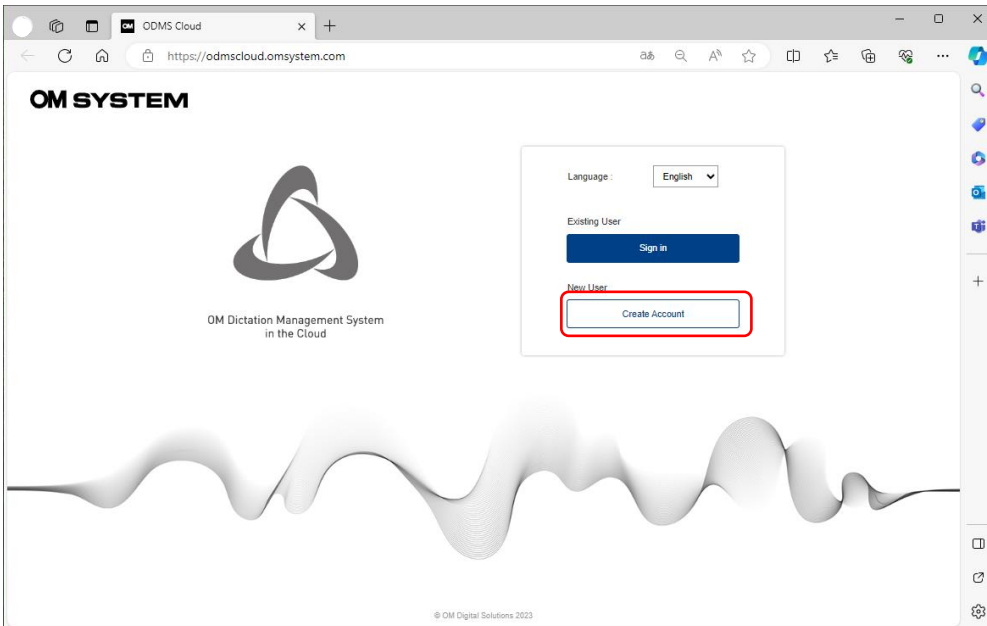 ODMS Cloud
https://odmscloud.omsystem.com
OM SYSTEM
Language :
English
Existing User
Sign in
New User
Create Account
OM Dictation Management System
in the Cloud
© OM Digital Solutions 2023